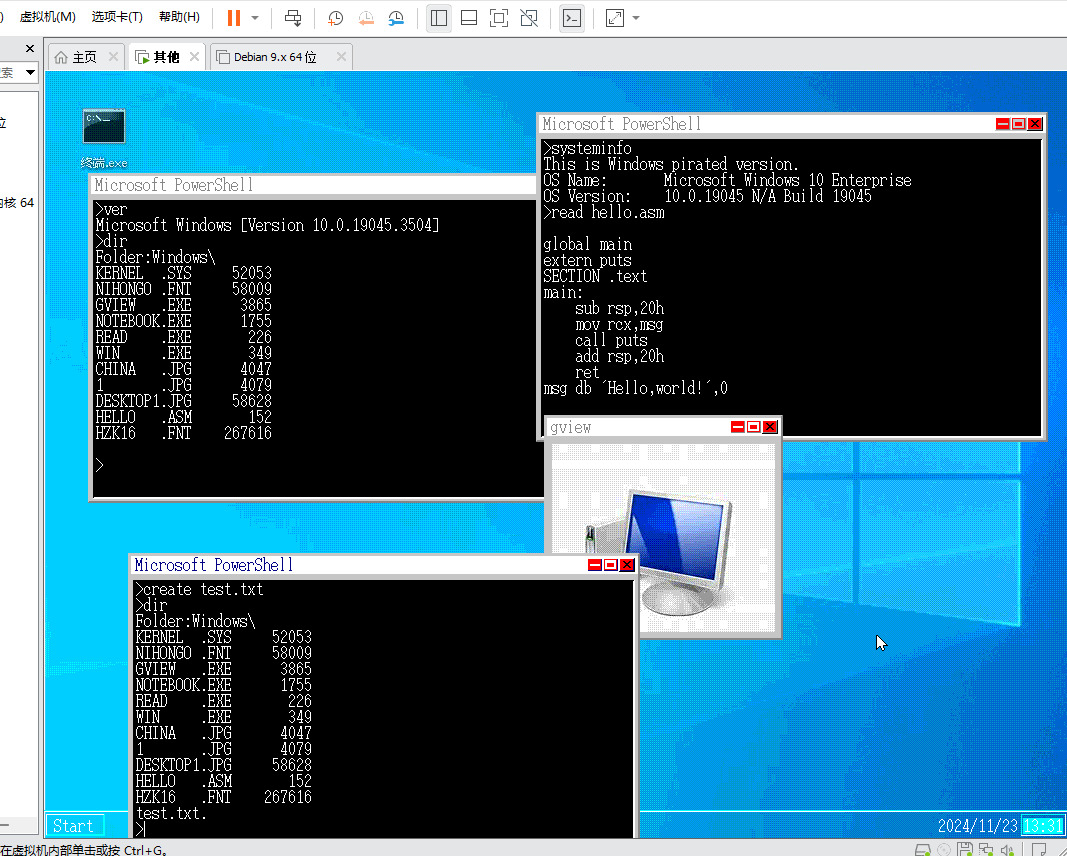 虚拟机(M) 选项卡(T) 帮助(H)
主页 其他 Debian 9.x 64 位
索
位
内核 64
终端.exe
Microsoft PowerShell
>ver
Microsoft Windows [Version 10.0.19045.3504]
>dir
Folder:Windows\
KERNEL .SYS 52053
NIHONGO .FNT 58009
GVIEW .EXE 3865
NOTEBOOK.EXE 1755
READ .EXE 226
WIN .EXE 349
CHINA .JPG 4047
1 .JPG 4079
DESKTOP1.JPG 58628
HELLO .ASM 152
HZK16 .FNT 267616
>
Microsoft PowerShell
>systeminfo
This is Windows pirated version.
OS Name: Microsoft Windows 10 Enterprise
OS Version: 10.0.19045 N/A Build 19045
>read hello.asm
global main
extern puts
SECTION .text
main:
sub rsp,20h
mov rcx,msg
call puts
add rsp,20h
ret
msg db ´Hello,world!´,0
gview
Microsoft PowerShell
>create test.txt
>dir
Folder:Windows\
KERNEL .SYS 52053
NIHONGO .FNT 58009
GVIEW .EXE 3865
NOTEBOOK.EXE 1755
READ .EXE 226
WIN .EXE 349
CHINA .JPG 4047
1 .JPG 4079
DESKTOP1.JPG 58628
HELLO .ASM 152
HZK16 .FNT 267616
test.txt.
>
Start 2024/11/23 13:31
在虚拟机内部单击或按 Ctrl+G。